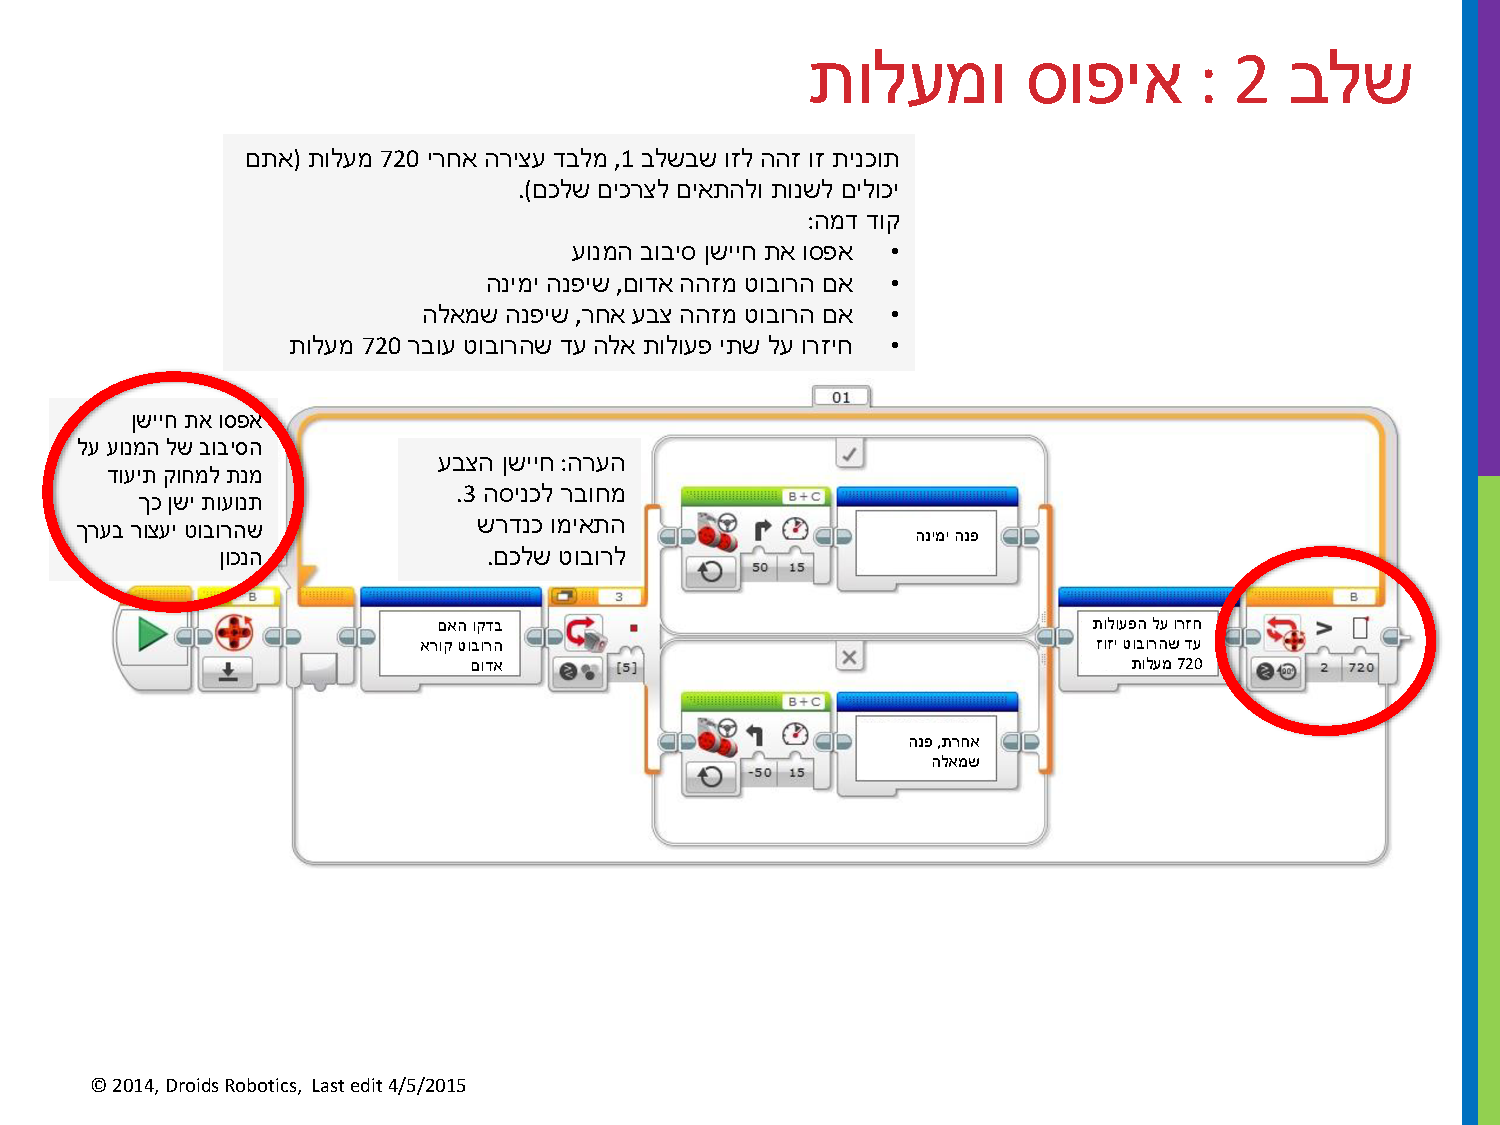 שלב 2 : איפוס ומעלות
תוכנית זו זהה לזו שבשלב 1, מלבד עצירה אחרי 720 מעלות (אתם
יכולים לשנות ולהתאים לצרכים שלכם).
קוד דמה:
• אפסו את חיישן סיבוב המנוע
• אם הרובוט מזהה אדום, שיפנה ימינה
• אם הרובוט מזהה צבע אחר, שיפנה שמאלה
• חיזרו על שתי פעולות אלה עד שהרובוט עובר 720 מעלות
אפסו את חיישן
הסיבוב של המנוע על
מנת למחוק תיעוד
תנועות ישן כך
שהרובוט יעצור בערך
הנכון
הערה: חיישן הצבע
מחובר לכניסה 3.
התאימו כנדרש
לרובוט שלכם.
01
B+C
50 15
פנה ימינה
B
בדקו האם
הרובוט קורא
אדום
3
[5]
B+C
-50 15
אחרת, פנה
שמאלה
חזרו על הפעולות
עד שהרובוט יזוז
720 מעלות
B
>
2 720
© 2014, Droids Robotics, Last edit 4/5/2015